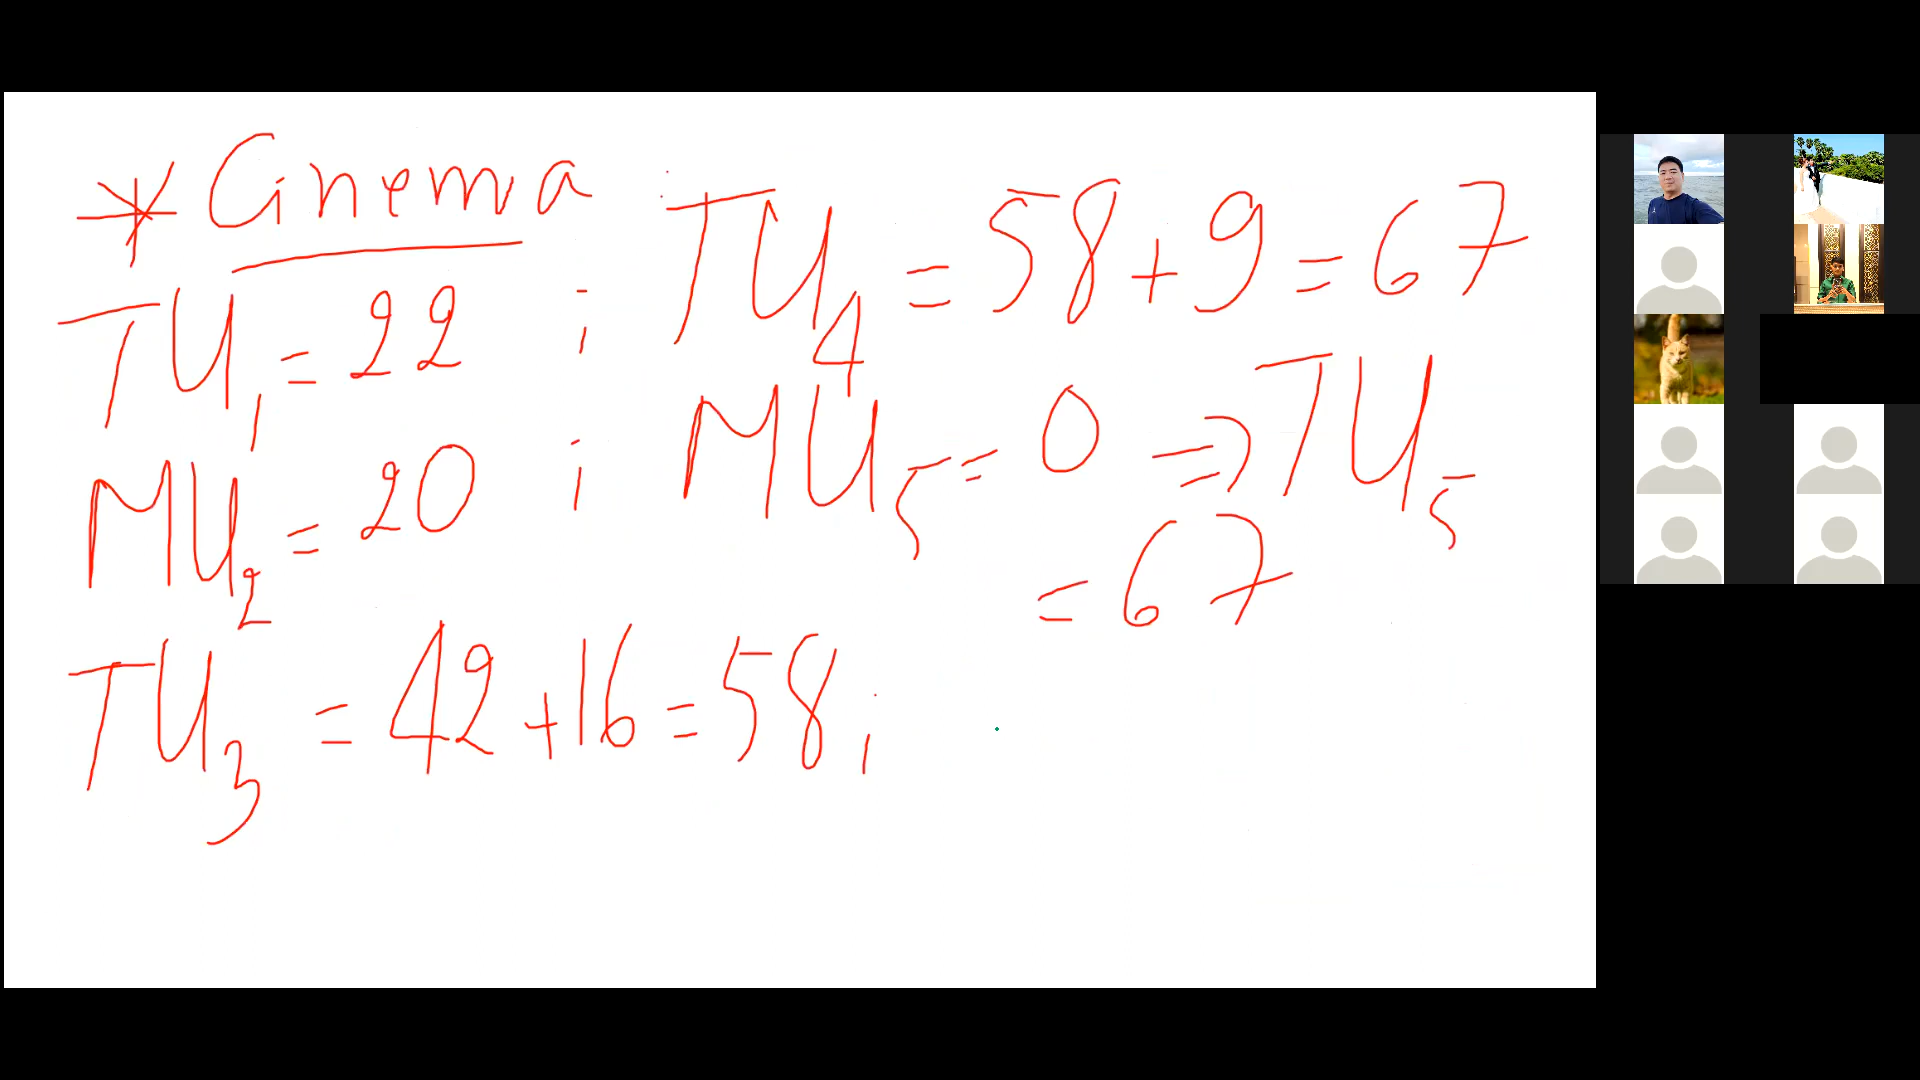 * Cinema :
TU₁ = 22 ;
MU₂ = 20 ;
TU₃ = 42 + 16 = 58 ;
TU₄ = 58 + 9 = 67
MU₅ = 0 => TU₅
= 67